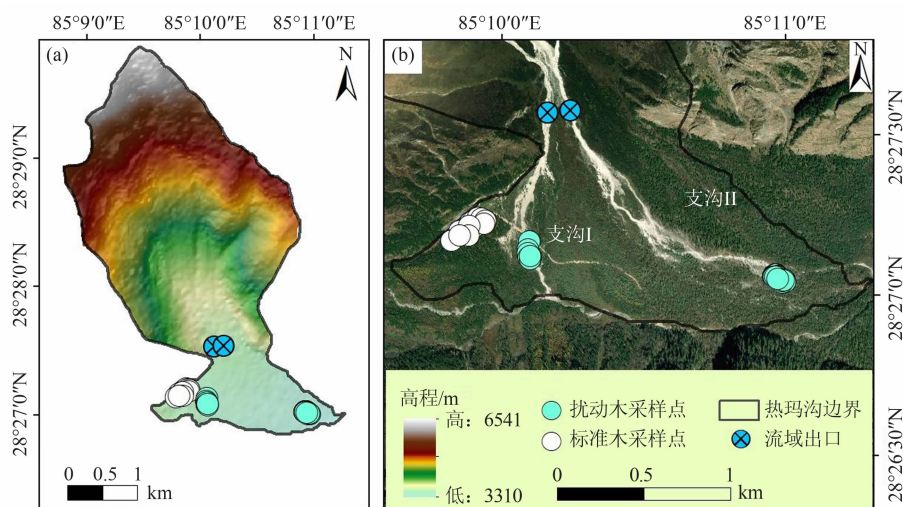 85°9′0″E 85°10′0″E 85°11′0″E
(a)
N
28°29′0″N
28°28′0″N
28°27′0″N
0 0.5 1
km
85°10′0″E 85°11′0″E
(b)
N
支沟II
支沟I
28°27′30″N
28°27′0″N
28°26′30″N
高程/m
高：6541
低：3310
扰动木采样点
热玛沟边界
标准木采样点
流域出口
0 0.5 1
km